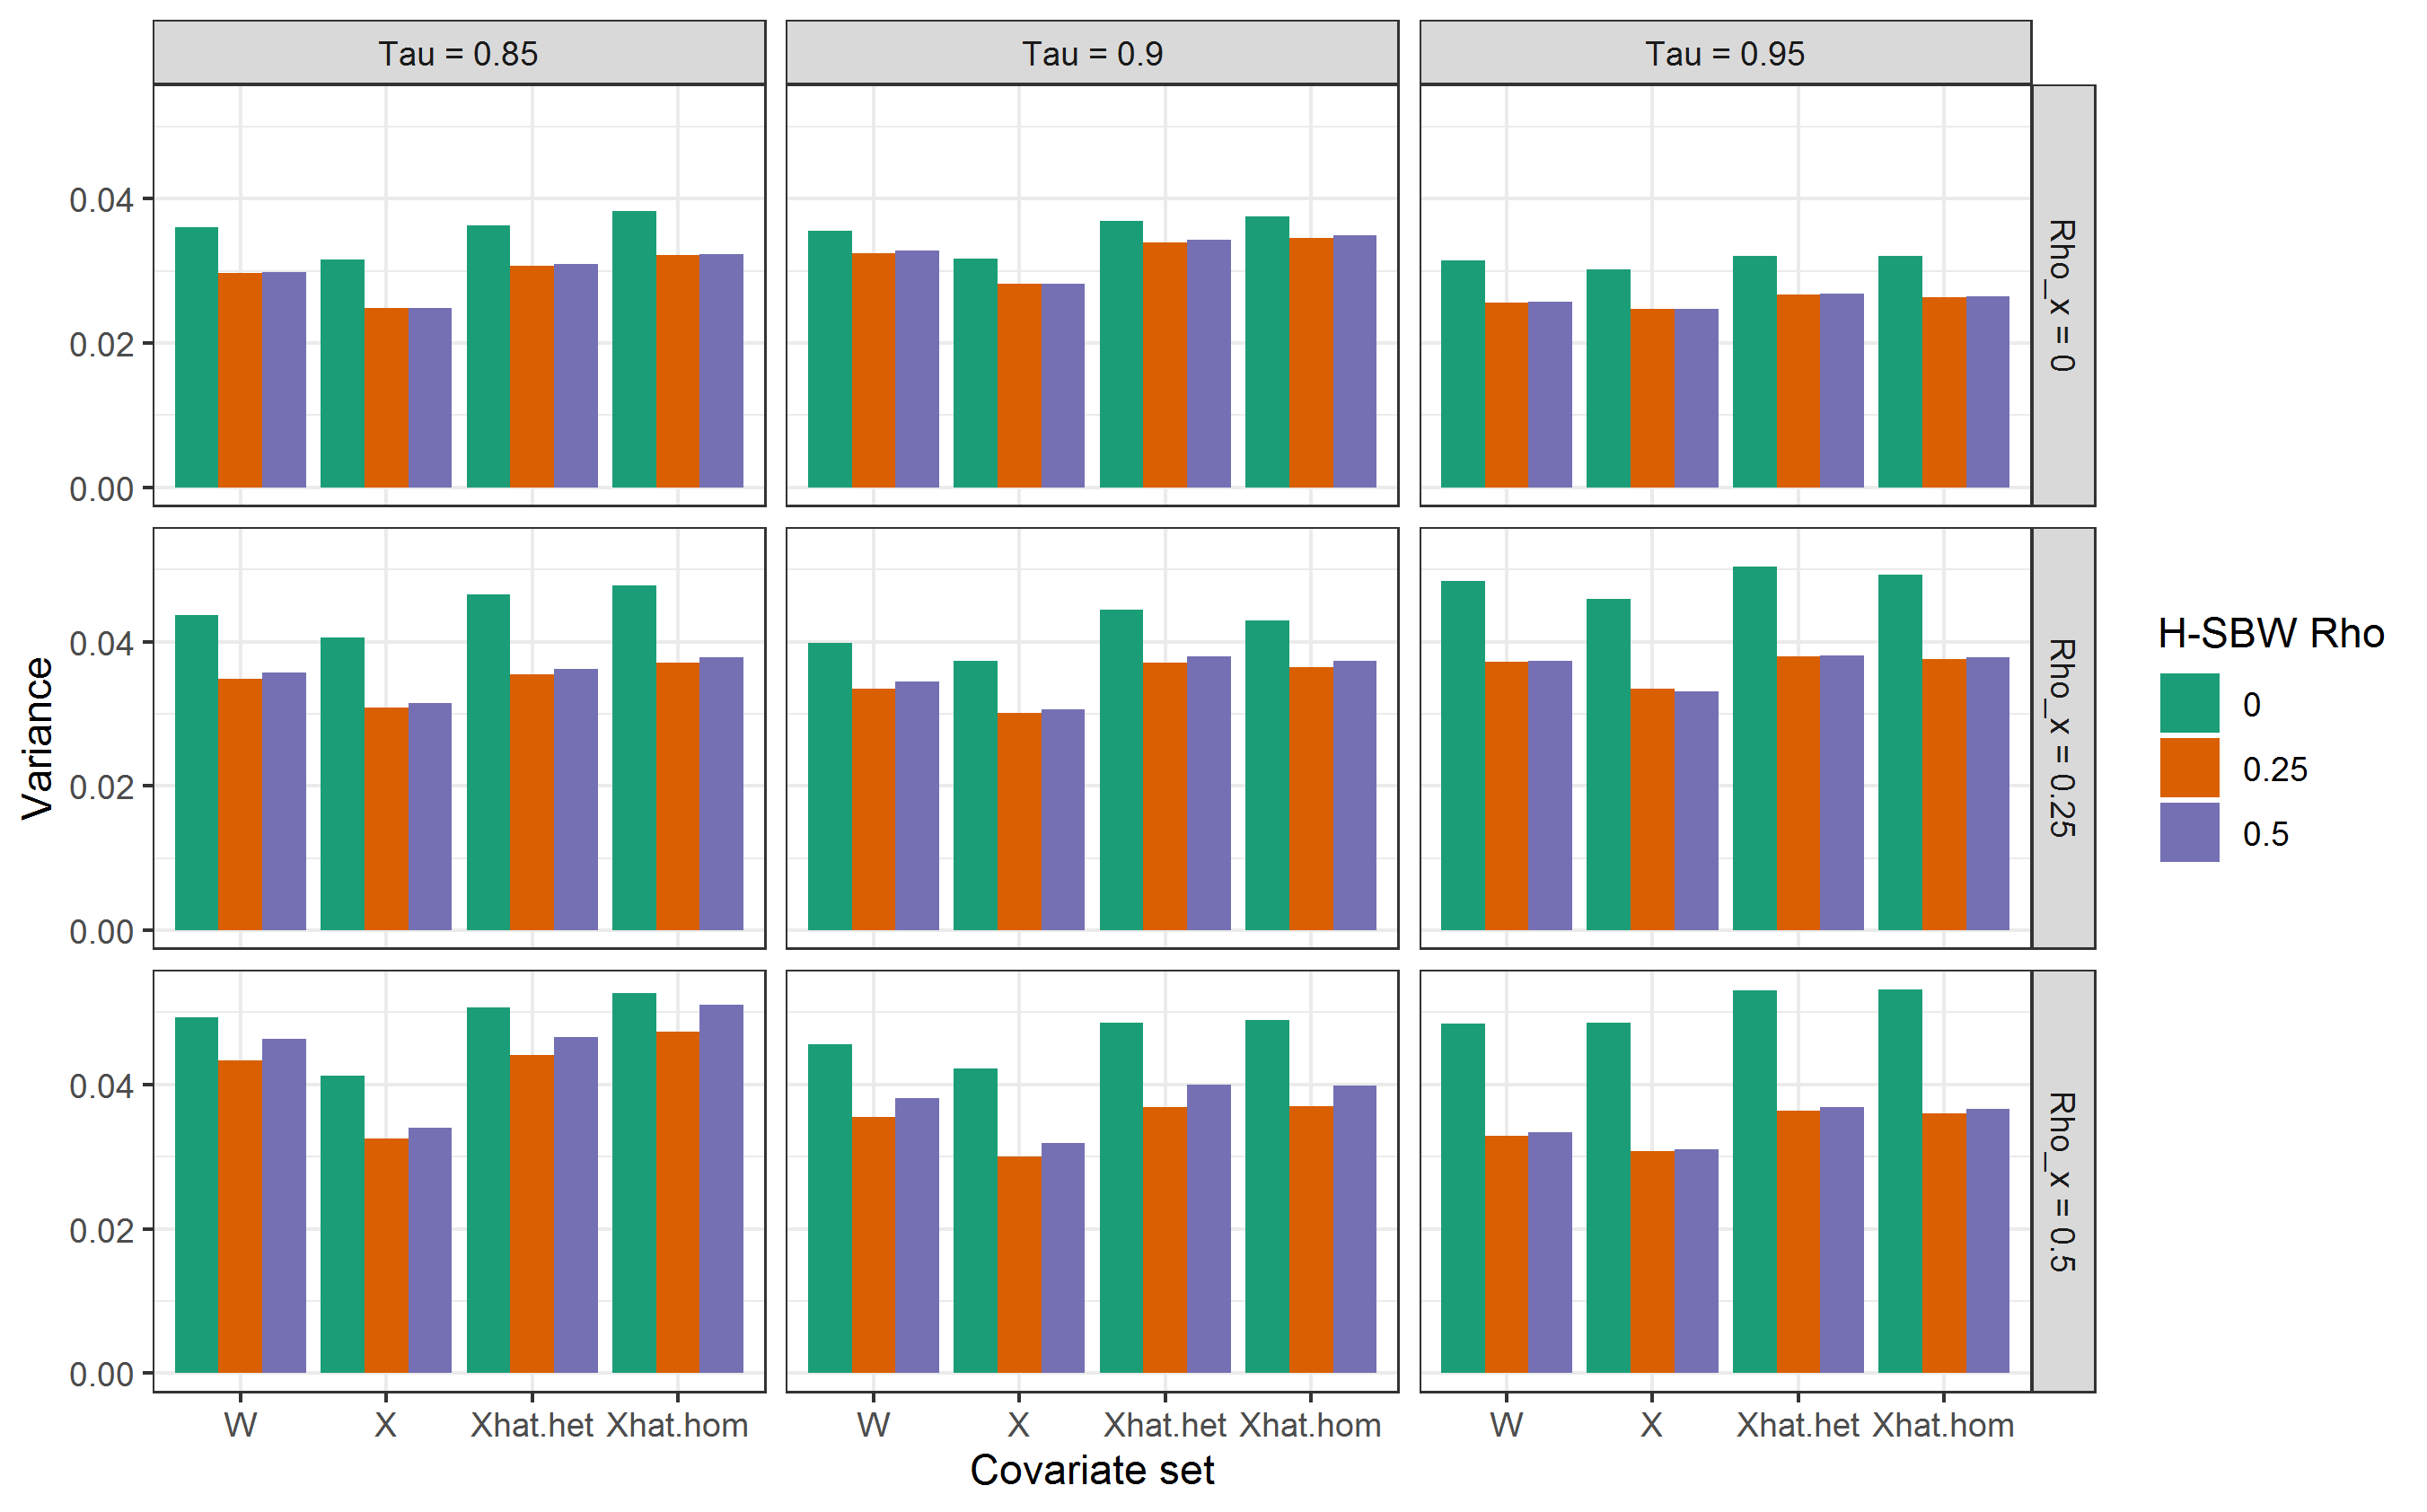 Tau = 0.85
Tau = 0.9
Tau = 0.95
Variance
0.04
0.02
0.00
Rho_x = 0
0.04
0.02
0.00
Rho_x = 0.25
0.04
0.02
0.00
Rho_x = 0.5
W X Xhat.het Xhat.hom
W X Xhat.het Xhat.hom
W X Xhat.het Xhat.hom
Covariate set
H-SBW Rho
0
0.25
0.5